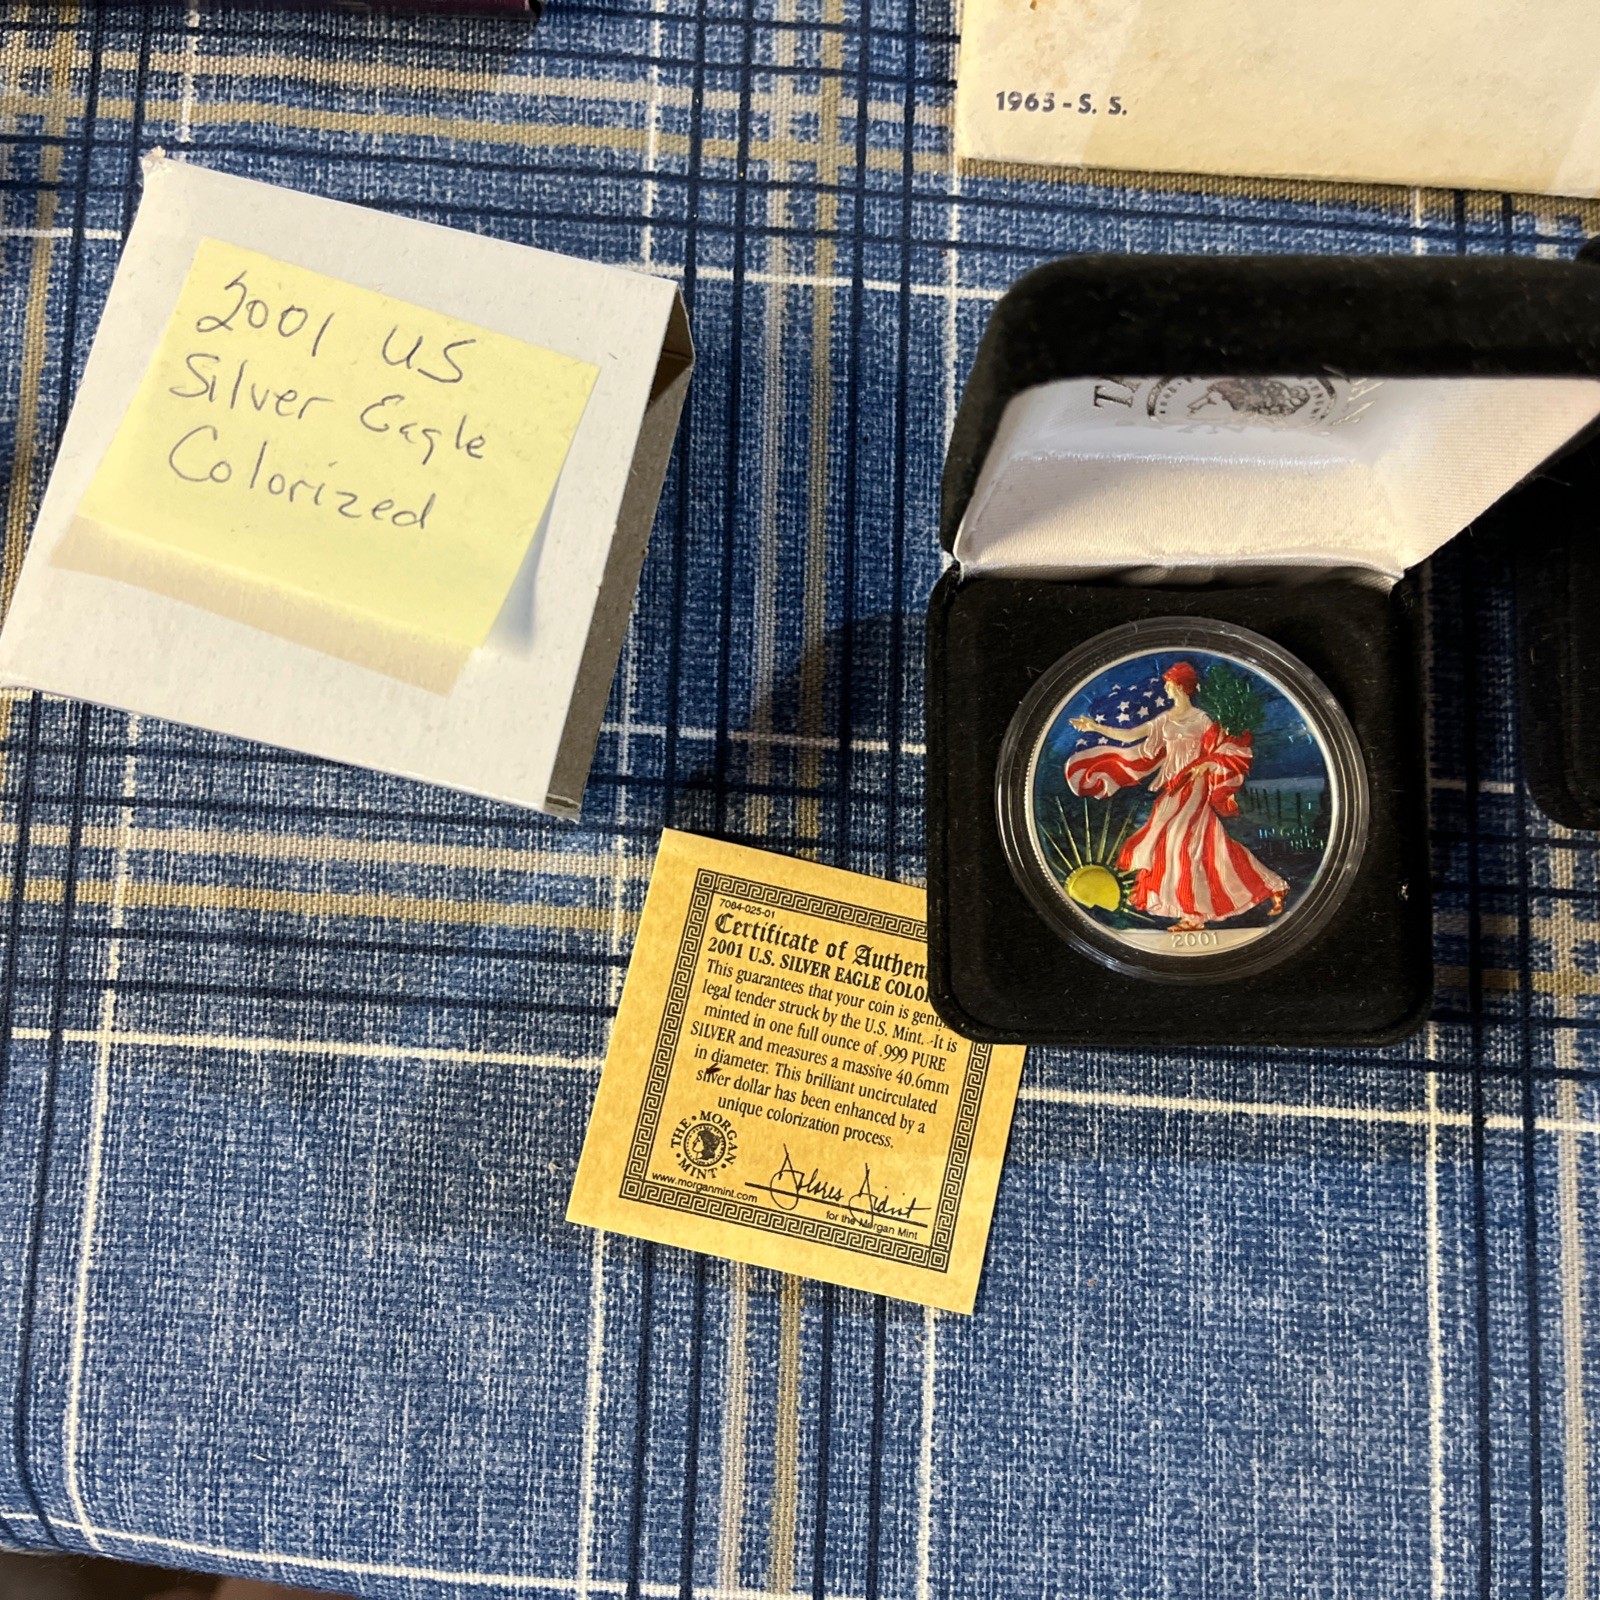 1963 - S. S.
2001 US
Silver Eagle
Colorized
7084-025-01
Certificate of
2001 U.S. SILVER EAGLE
This guarantees that your coin is
legal tender struck by the U.S. Mint. It is
minted in one full ounce of .999 PURE
SILVER and measures a massive 40.6mm
in diameter. This brilliant uncirculated
silver dollar has been enhanced by a
unique colorization process.
THE MORGAN MINT
www.morganmint.com
for the Morgan Mint
IN GOD
2001